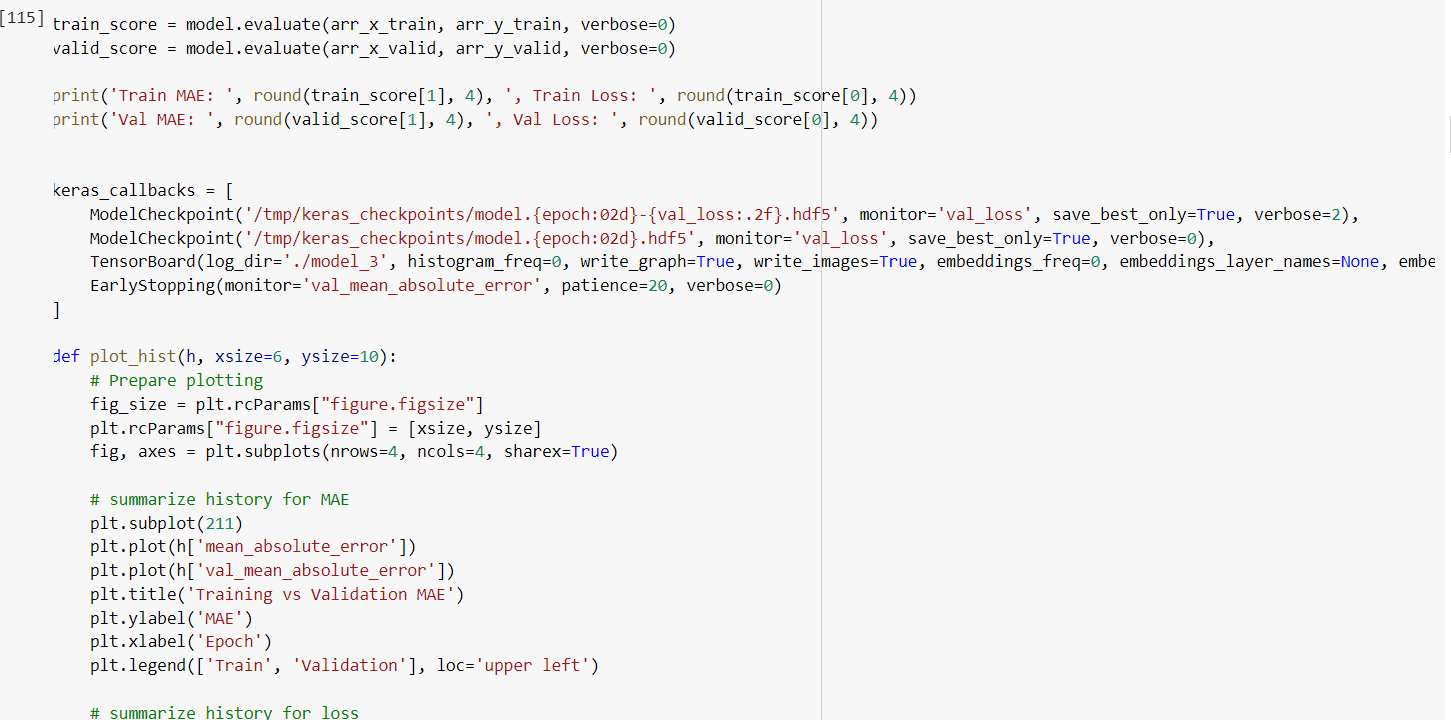 [115] train_score = model.evaluate(arr_x_train, arr_y_train, verbose=0)
valid_score = model.evaluate(arr_x_valid, arr_y_valid, verbose=0)
print('Train MAE: ', round(train_score[1], 4), ', Train Loss: ', round(train_score[0], 4))
print('Val MAE: ', round(valid_score[1], 4), ', Val Loss: ', round(valid_score[0], 4))
keras_callbacks = [
ModelCheckpoint('/tmp/keras_checkpoints/model.{epoch:02d}-{val_loss:.2f}.hdf5', monitor='val_loss', save_best_only=True, verbose=2),
ModelCheckpoint('/tmp/keras_checkpoints/model.{epoch:02d}.hdf5', monitor='val_loss', save_best_only=True, verbose=0),
TensorBoard(log_dir='./model_3', histogram_freq=0, write_graph=True, write_images=True, embeddings_freq=0, embeddings_layer_names=None, embe
EarlyStopping(monitor='val_mean_absolute_error', patience=20, verbose=0)
]
def plot_hist(h, xsize=6, ysize=10):
# Prepare plotting
fig_size = plt.rcParams["figure.figsize"]
plt.rcParams["figure.figsize"] = [xsize, ysize]
fig, axes = plt.subplots(nrows=4, ncols=4, sharex=True)
# summarize history for MAE
plt.subplot(211)
plt.plot(h['mean_absolute_error'])
plt.plot(h['val_mean_absolute_error'])
plt.title('Training vs Validation MAE')
plt.ylabel('MAE')
plt.xlabel('Epoch')
plt.legend(['Train', 'Validation'], loc='upper left')
# summarize history for loss